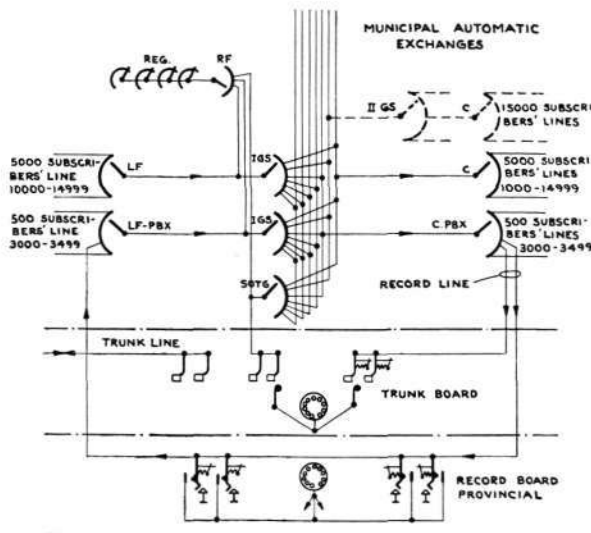 MUNICIPAL AUTOMATIC
EXCHANGES
REG.
RF
II GS
C
15000 SUBSCRI-
BERS' LINES
5000 SUBSCRI-
BERS' LINE
10000-14999
LF
IGS
C
5000 SUBSCRI-
BERS' LINES
1000-14999
500 SUBSCRI-
BERS' LINE
3000-3499
LF-PBX
IGS
C.PBX
500 SUBSCRI-
BERS' LINES
3000-3499
SOTG
RECORD LINE
TRUNK LINE
TRUNK BOARD
RECORD BOARD
PROVINCIAL